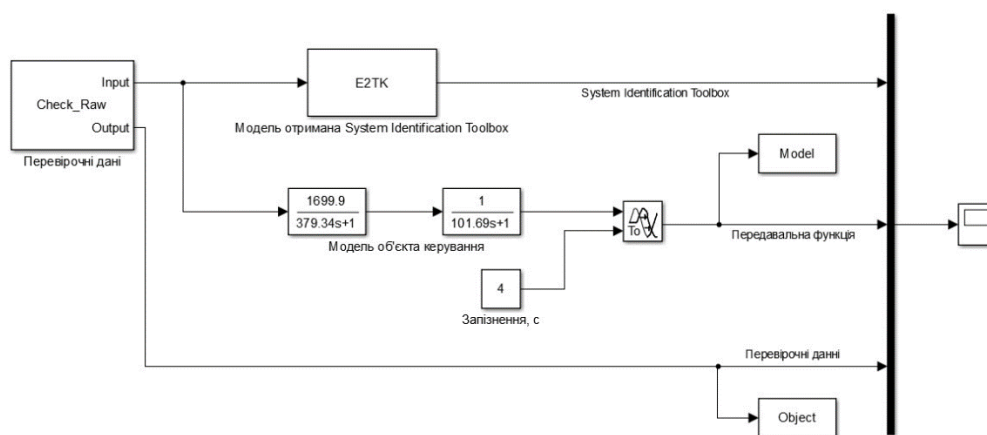 Input
Check_Raw
Output
Перевірочні дані
E2TK
Модель отримана System Identification Toolbox
System Identification Toolbox
1699.9
379.34s+1
1
101.69s+1
Модель об'єкта керування
To
4
Запізнення, с
Model
Передавальна функція
Перевірочні данні
Object